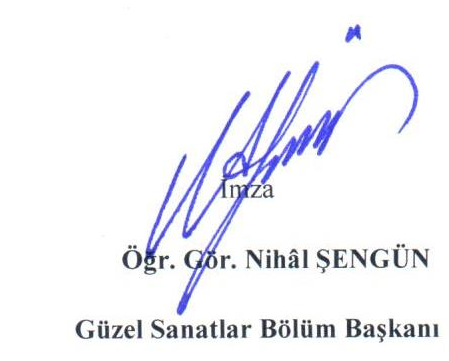 İmza
Öğr. Gör. Nihâl ŞENGÜN
Güzel Sanatlar Bölüm Başkanı